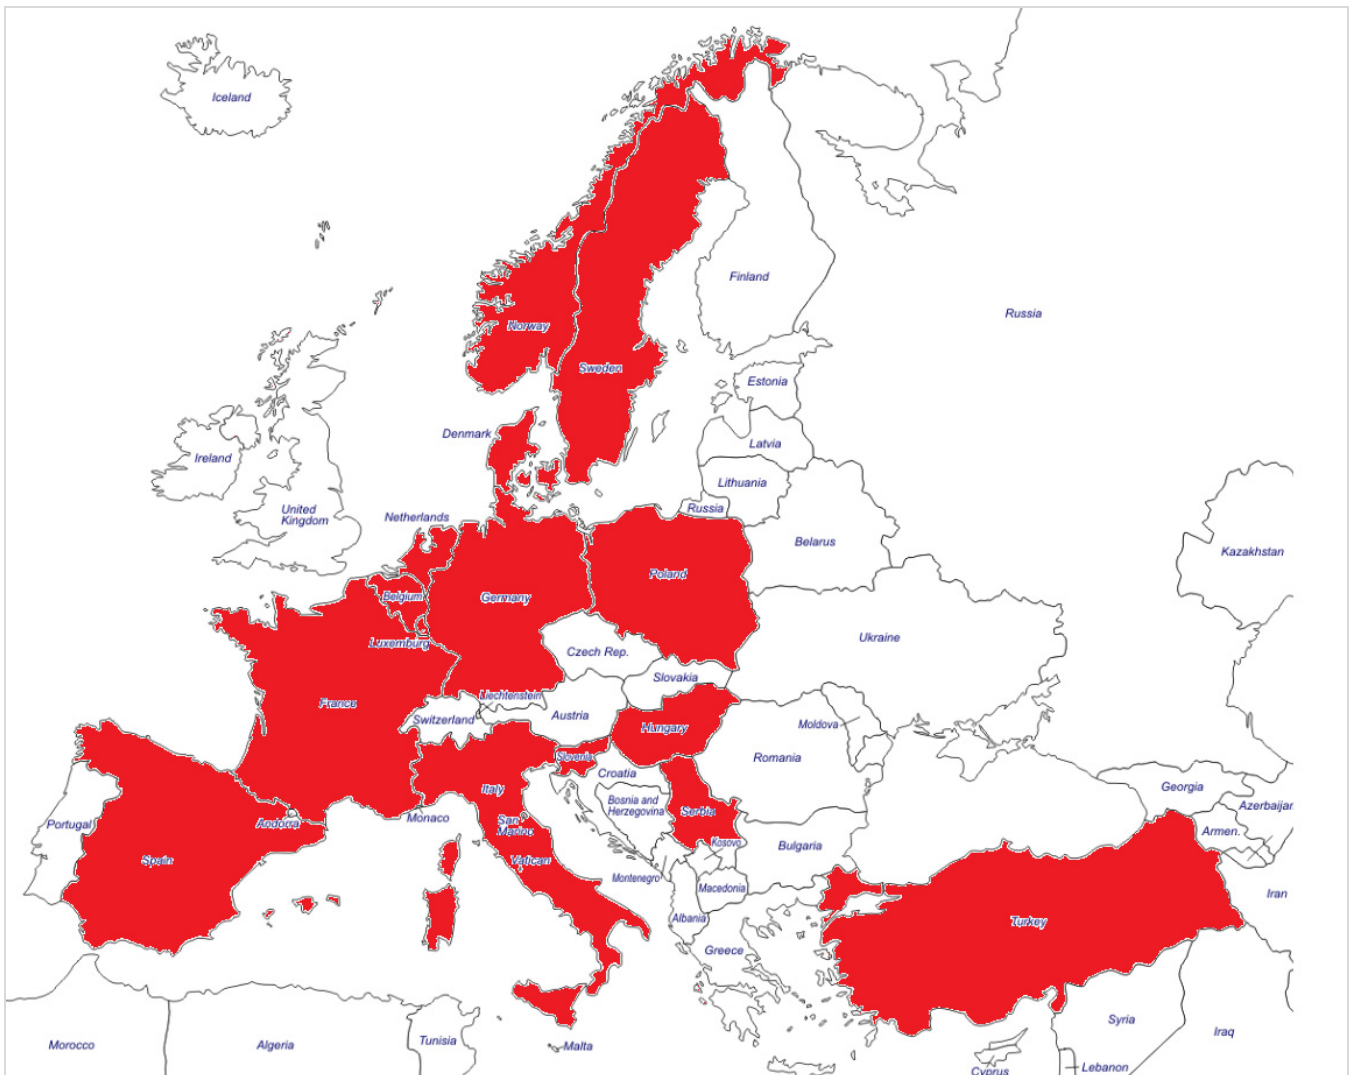 Iceland
Finland
Russia
Norway
Sweden
Estonia
Denmark
Latvia
Ireland
Lithuania
United
Kingdom
Netherlands
Russia
Belarus
Kazakhstan
Poland
Belgium
Germany
Ukraine
Luxemburg
Czech Rep.
Slovakia
Liechtenstein
France
Switzerland
Austria
Moldova
Hungary
Slovenia
Romania
Croatia
Georgia
Italy
Bosnia and
Herzegovina
Azerbaijan
Serbia
Monaco
Andorra
Portugal
San
Marino
Armen.
Kosovo
Bulgaria
Spain
Vatican
Montenegro
Macedonia
Iran
Albania
Turkey
Greece
Syria
Iraq
Morocco
Algeria
Tunisia
Malta
Lebanon
Cyprus